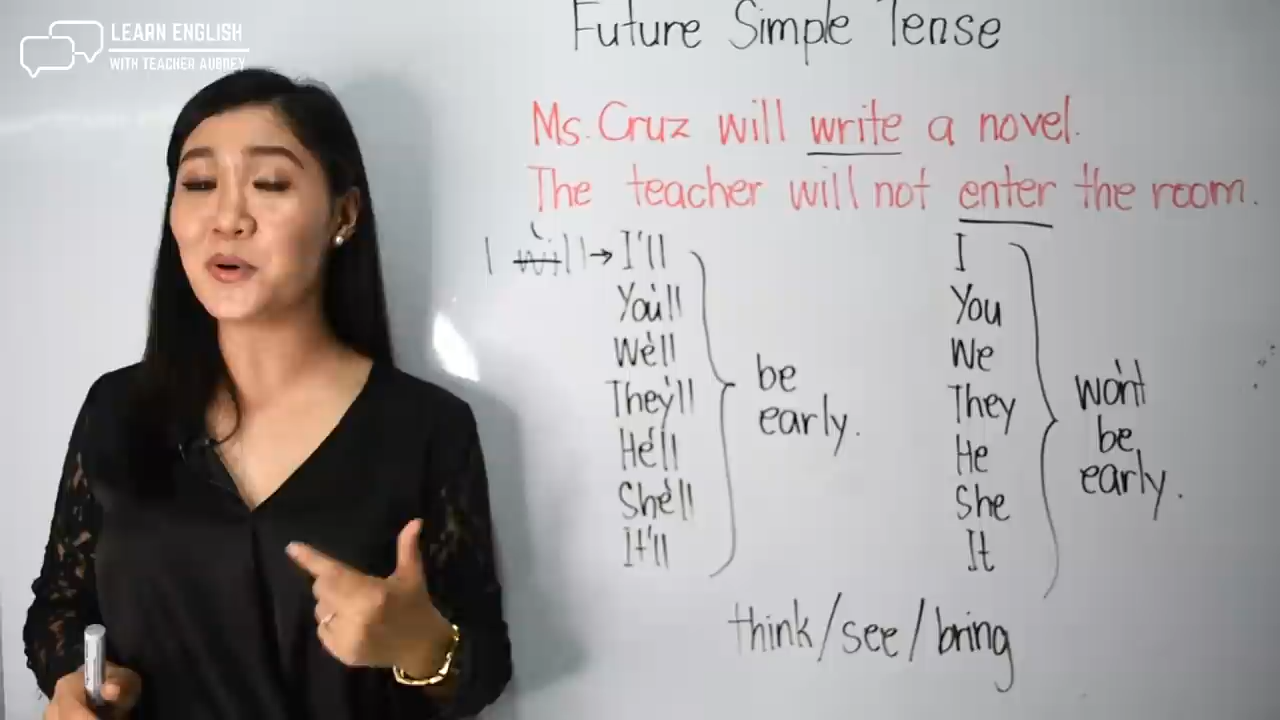 LEARN ENGLISH
WITH TEACHER AUBREY
Future Simple Tense
Ms. Cruz will write a novel.
The teacher will not enter the room.
I will → I'll
You'll
We'll
They'll
He'll
She'll
It'll
be
early.
I
You
We
They
He
She
It
won't
be
early.
think/see/bring